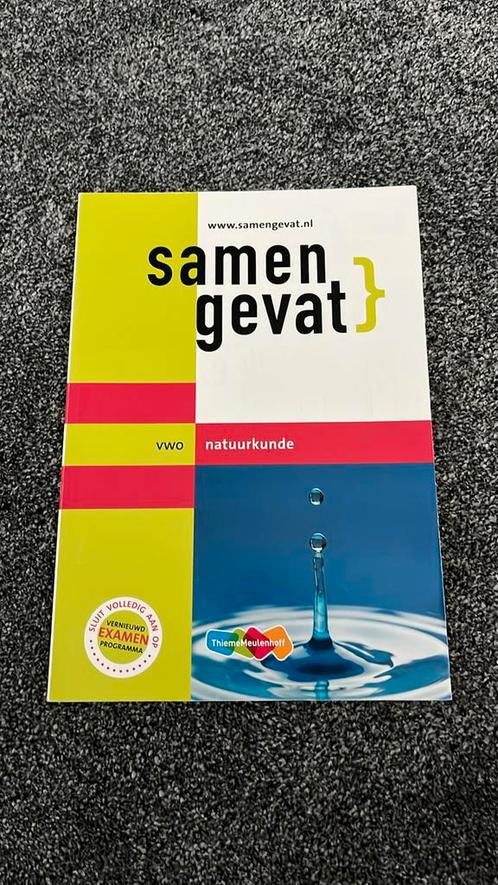 www.samengevat.nl
samen
gevat}
vwo natuurkunde
SLUIT VOLLEDIG AAN OP
VERNIEUWD
EXAMEN
PROGRAMMA
ThiemeMeulenhoff